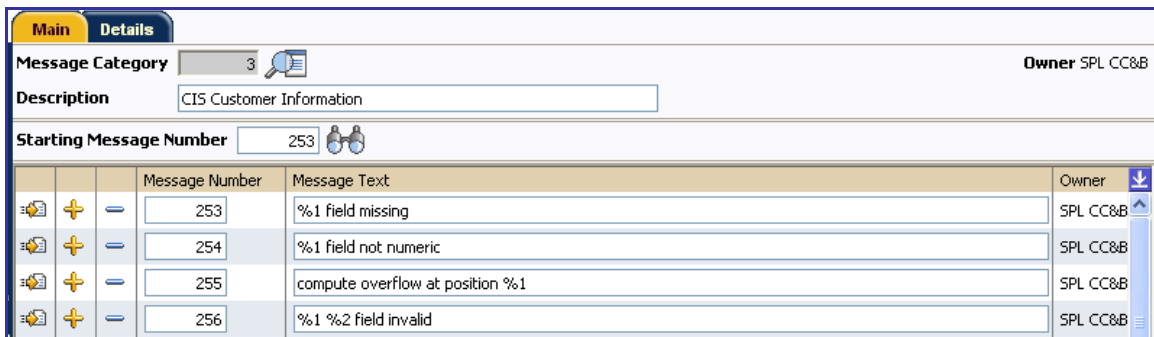 Main Details
Message Category 3 Owner SPL CC&B
Description CIS Customer Information
Starting Message Number 253
Message Number Message Text Owner
253 %1 field missing SPL CC&B
254 %1 field not numeric SPL CC&B
255 compute overflow at position %1 SPL CC&B
256 %1 %2 field invalid SPL CC&B